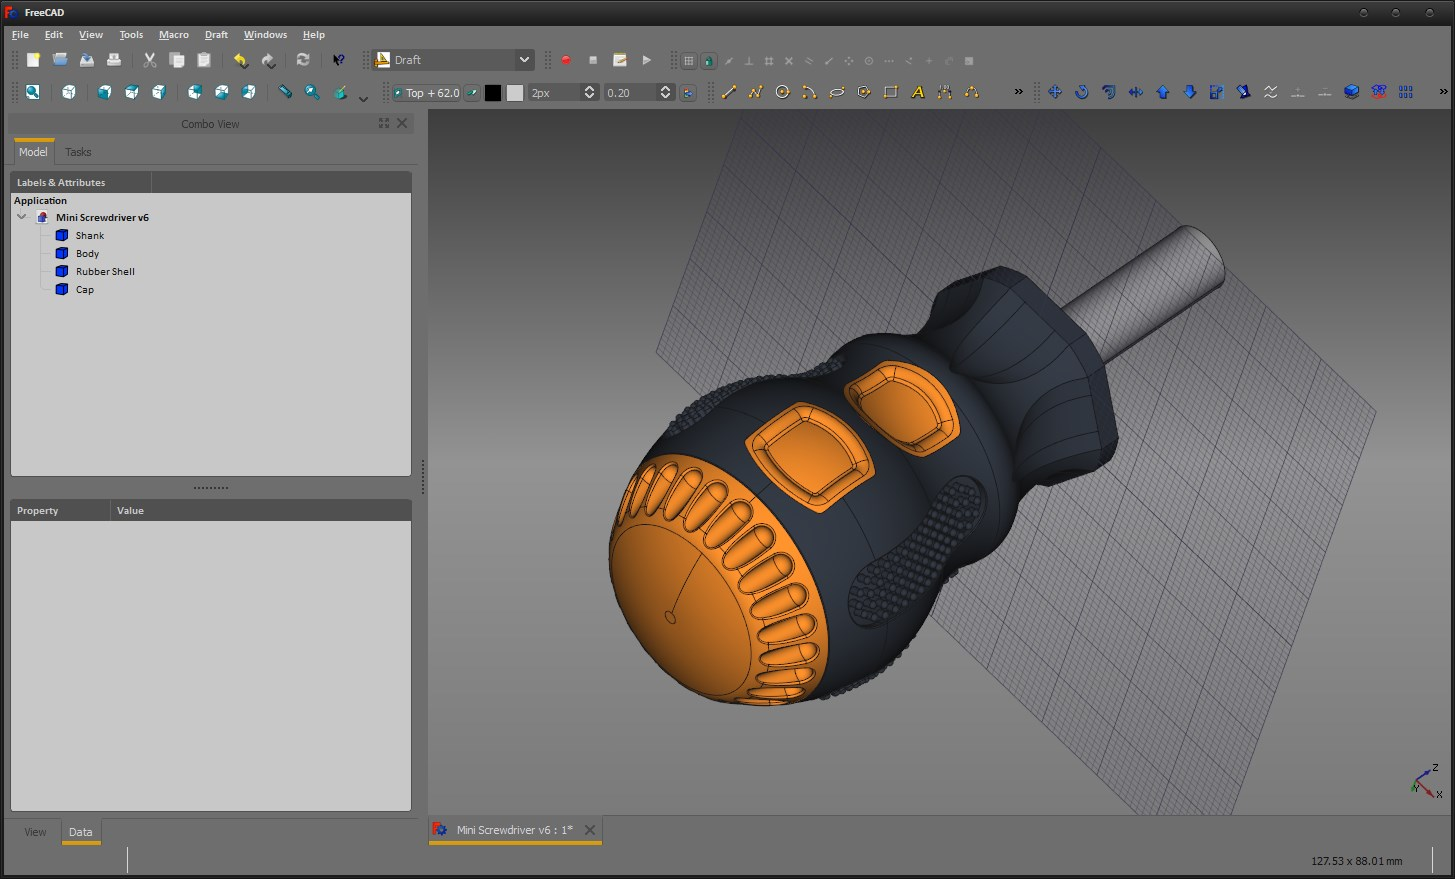 FreeCAD
File Edit View Tools Macro Draft Windows Help
Draft
Top + 62.0 2px 0.20
Combo View
Model Tasks
Labels & Attributes
Application
Mini Screwdriver v6
Shank
Body
Rubber Shell
Cap
Property Value
View Data
Mini Screwdriver v6 : 1*
Z
Y
X
127.53 x 88.01 mm